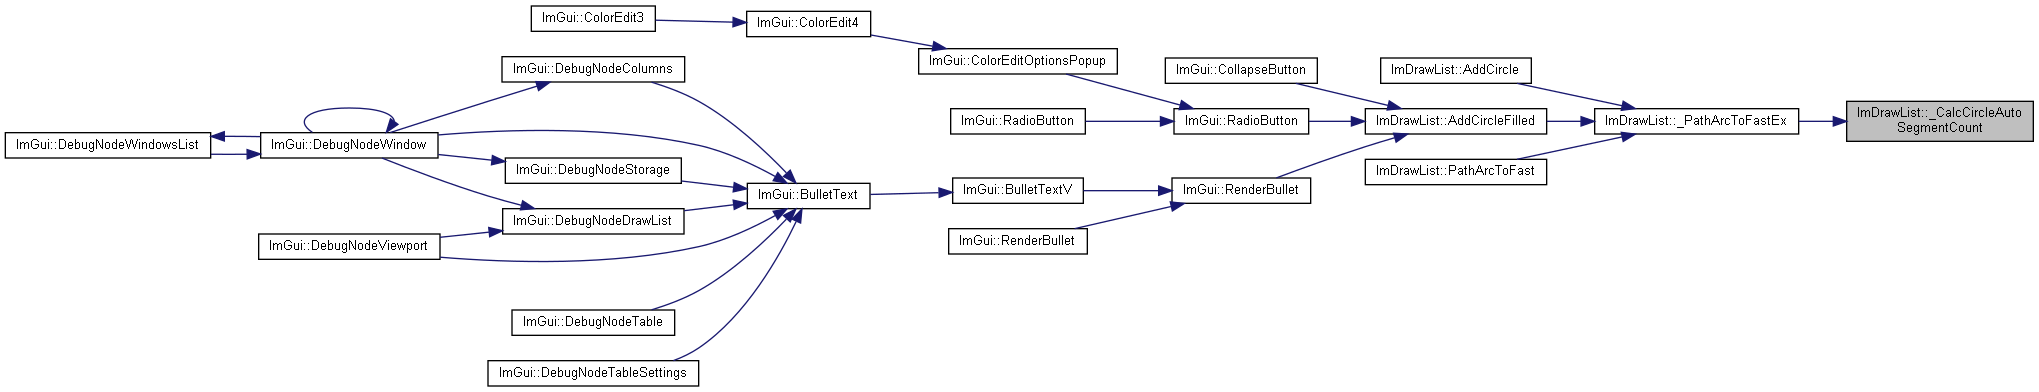 ImGui::ColorEdit3
ImGui::ColorEdit4
ImGui::ColorEditOptionsPopup
ImGui::DebugNodeColumns
ImGui::CollapseButton
ImDrawList::AddCircle
ImGui::RadioButton
ImGui::RadioButton
ImDrawList::AddCircleFilled
ImDrawList::_PathArcToFastEx
ImDrawList::_CalcCircleAuto
SegmentCount
ImGui::DebugNodeWindowsList
ImGui::DebugNodeWindow
ImGui::DebugNodeStorage
ImDrawList::PathArcToFast
ImGui::BulletText
ImGui::BulletTextV
ImGui::RenderBullet
ImGui::DebugNodeDrawList
ImGui::DebugNodeViewport
ImGui::RenderBullet
ImGui::DebugNodeTable
ImGui::DebugNodeTableSettings